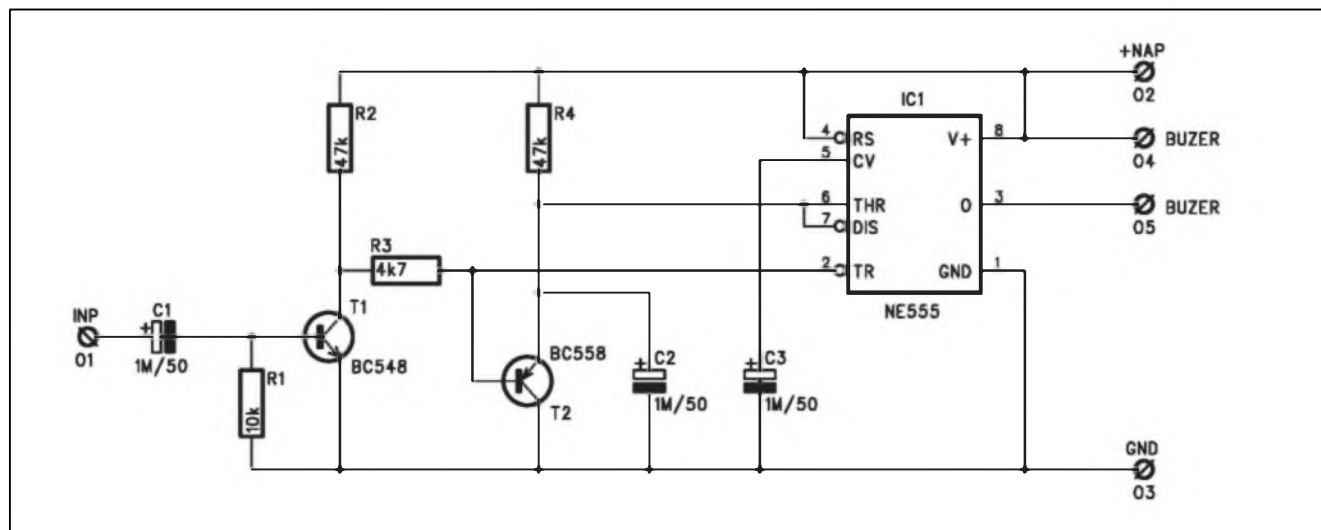 +NAP
O2
IC1
R2
47k
R4
47k
4
RS
V+
8
BUZER
O4
5
CV
6
THR
O
3
BUZER
O5
7
DIS
R3
4k7
2
TR
GND
1
NE555
INP
O1
C1
+
1M/50
T1
BC548
R1
10k
BC558
T2
C2
+
1M/50
C3
+
1M/50
GND
O3